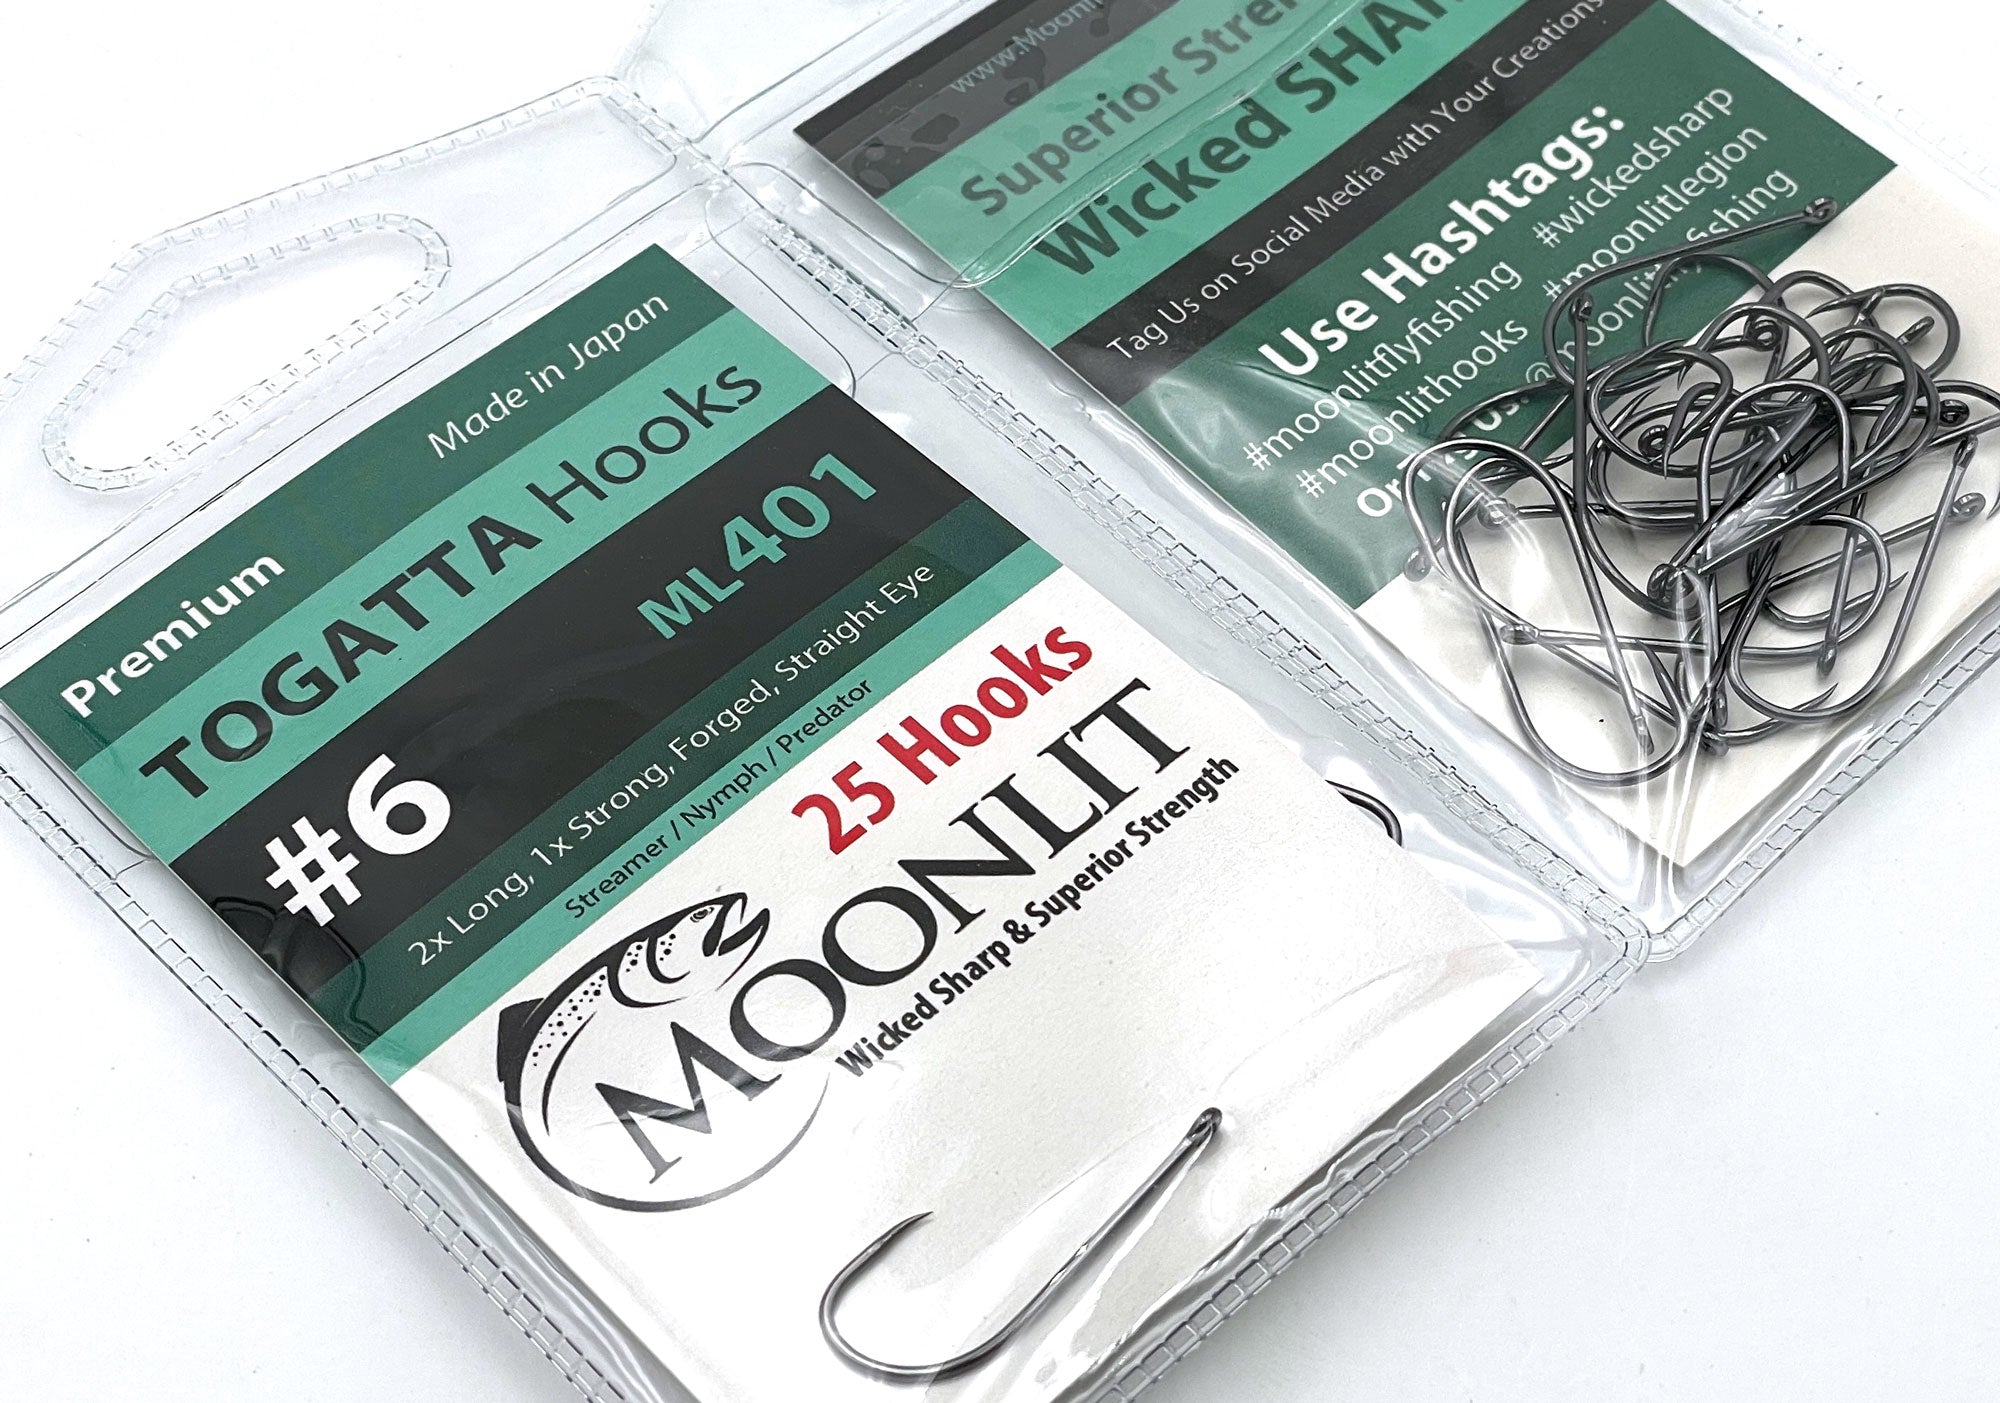 Premium Made in Japan
TOGATTA Hooks
#6 ML401
2x Long, 1x Strong, Forged, Straight Eye
Streamer / Nymph / Predator
25 Hooks
MOONLIT
Wicked Sharp & Superior Strength
Superior
Wicked
Tag Us on Social Media with Your Creations
Use Hashtags:
#moonlitflyfishing #wickedsharp
#moonlithooks #moonlitlegion
or